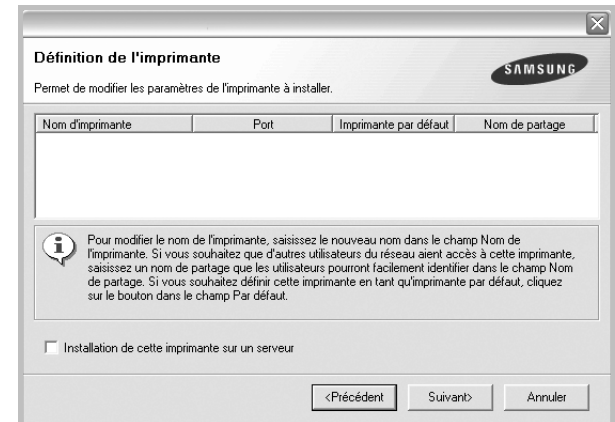 Définition de l'imprimante
SAMSUNG
Permet de modifier les paramètres de l'imprimante à installer.
Nom d'imprimante Port Imprimante par défaut Nom de partage
Pour modifier le nom de l'imprimante, saisissez le nouveau nom dans le champ Nom de
l'imprimante. Si vous souhaitez que d'autres utilisateurs du réseau aient accès à cette imprimante,
saisissez un nom de partage que les utilisateurs pourront facilement identifier dans le champ Nom
de partage. Si vous souhaitez définir cette imprimante en tant qu'imprimante par défaut, cliquez
sur le bouton dans le champ Par défaut.
Installation de cette imprimante sur un serveur
<Précédent Suivant> Annuler